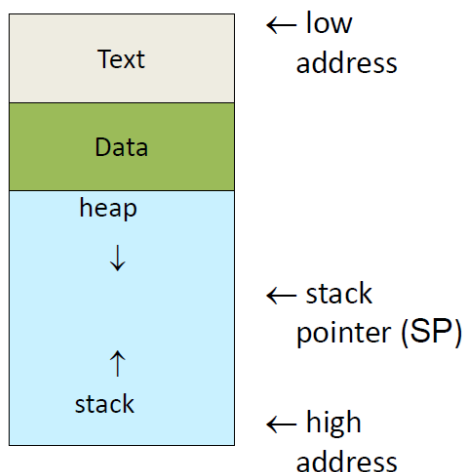 ← low
address
Text
Data
heap
↓
← stack
pointer (SP)
↑
stack
← high
address